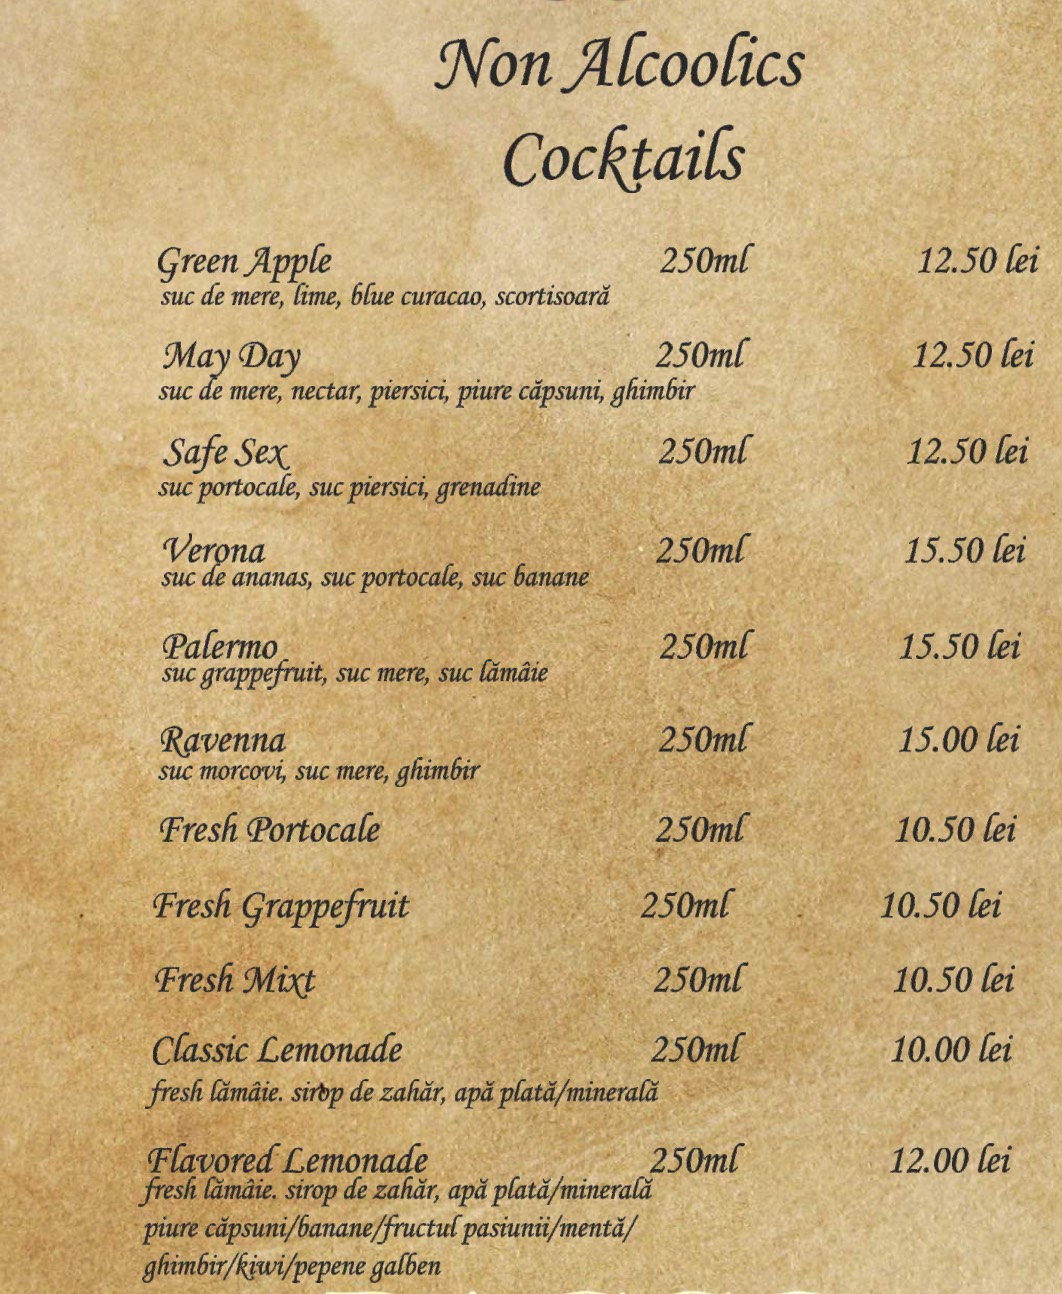 Non Alcoolics
Cocktails
Green Apple 250ml 12.50 lei
suc de mere, lime, blue curacao, scortisoară
May Day 250ml 12.50 lei
suc de mere, nectar, piersici, piure căpsuni, ghimbir
Safe Sex 250ml 12.50 lei
suc portocale, suc piersici, grenadine
Verona 250ml 15.50 lei
suc de ananas, suc portocale, suc banane
Palermo 250ml 15.50 lei
suc grappefruit, suc mere, suc lămâie
Ravenna 250ml 15.00 lei
suc morcovi, suc mere, ghimbir
Fresh Portocale 250ml 10.50 lei
Fresh Grappefruit 250ml 10.50 lei
Fresh Mixt 250ml 10.50 lei
Classic Lemonade 250ml 10.00 lei
fresh lămâie. sirop de zahăr, apă plată/minerală
Flavored Lemonade 250ml 12.00 lei
fresh lămâie. sirop de zahăr, apă plată/minerală
piure căpsuni/banane/fructul pasiunii/mentă/
ghimbir/kiwi/pepene galben